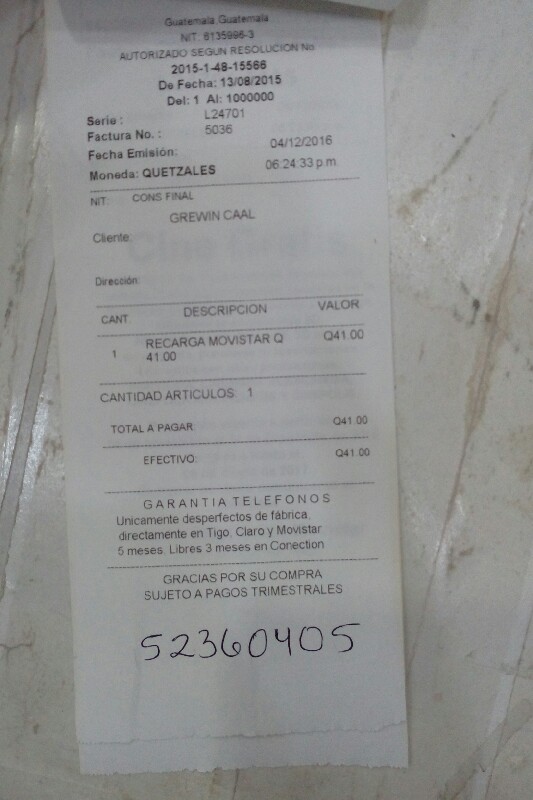 Guatemala, Guatemala
NIT: 6135996-3
AUTORIZADO SEGUN RESOLUCION No
2015-1-48-15566
De Fecha: 13/08/2015
Del: 1 Al: 1000000
Serie : L24701
Factura No. : 5036
Fecha Emisión: 04/12/2016
Moneda: QUETZALES 06:24:33 p.m.
NIT: CONS FINAL
GREWIN CAAL
Cliente:
Dirección:
CANT DESCRIPCION VALOR
1 RECARGA MOVISTAR Q Q41.00
41.00
CANTIDAD ARTICULOS: 1
TOTAL A PAGAR: Q41.00
EFECTIVO: Q41.00
GARANTIA TELEFONOS
Unicamente desperfectos de fábrica,
directamente en Tigo, Claro y Movistar
5 meses, Libres 3 meses en Conection
GRACIAS POR SU COMPRA
SUJETO A PAGOS TRIMESTRALES
52360405